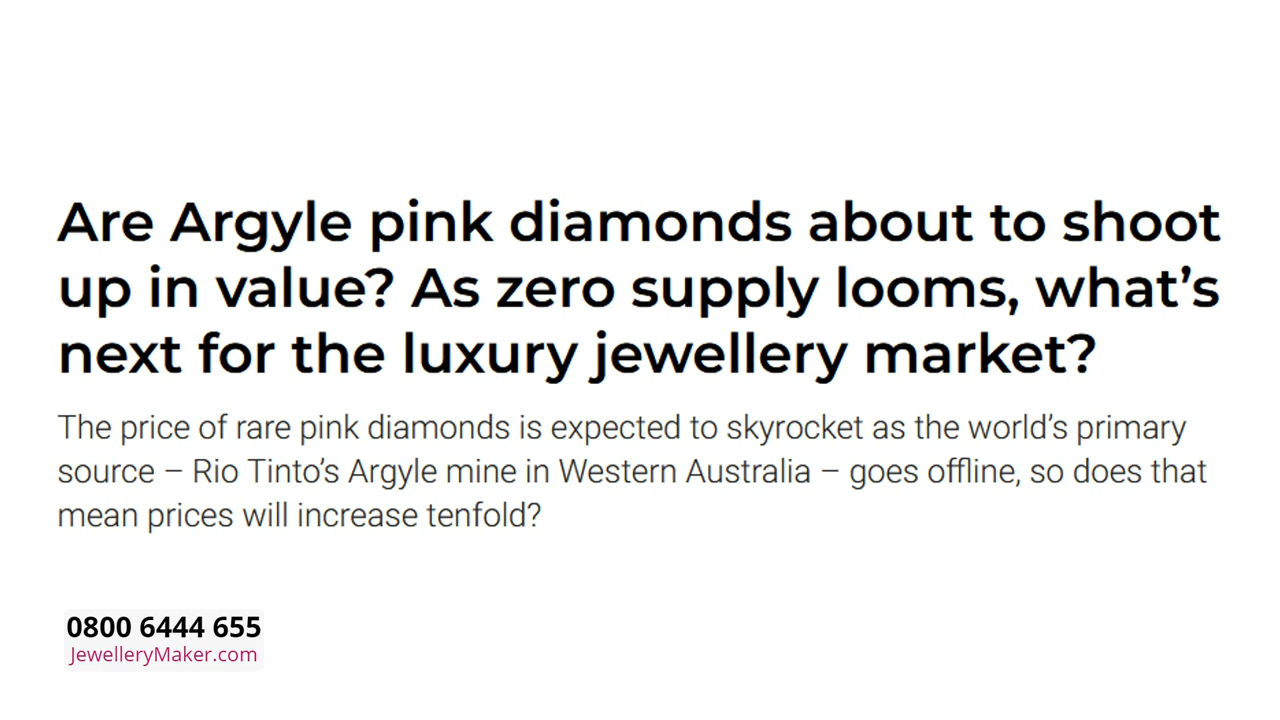 Are Argyle pink diamonds about to shoot
up in value? As zero supply looms, what’s
next for the luxury jewellery market?
The price of rare pink diamonds is expected to skyrocket as the world’s primary
source – Rio Tinto’s Argyle mine in Western Australia – goes offline, so does that
mean prices will increase tenfold?
0800 6444 655
JewelleryMaker.com